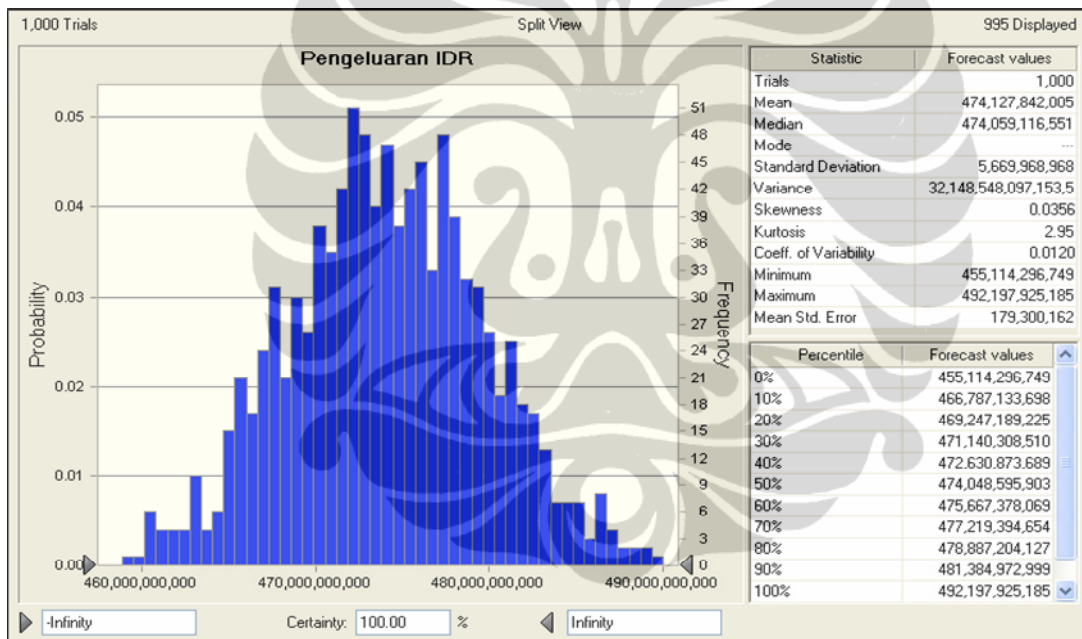 1,000 Trials Split View 995 Displayed
Pengeluaran IDR
Probability
0.05
0.04
0.03
0.02
0.01
0.00
51
48
45
42
39
36
33
30
27
24
21
18
15
12
9
6
3
0
Frequency
460,000,000,000 470,000,000,000 480,000,000,000 490,000,000,000
Statistic Forecast values
Trials 1,000
Mean 474,127,842,005
Median 474,059,116,551
Mode ---
Standard Deviation 5,669,968,968
Variance 32,148,548,097,153,5
Skewness 0.0356
Kurtosis 2.95
Coeff. of Variability 0.0120
Minimum 455,114,296,749
Maximum 492,197,925,185
Mean Std. Error 179,300,162
Percentile Forecast values
0% 455,114,296,749
10% 466,787,133,698
20% 469,247,189,225
30% 471,140,308,510
40% 472,630,873,689
50% 474,048,595,903
60% 475,667,378,069
70% 477,219,394,654
80% 478,887,204,127
90% 481,384,972,999
100% 492,197,925,185
-Infinity Certainty: 100.00 % Infinity